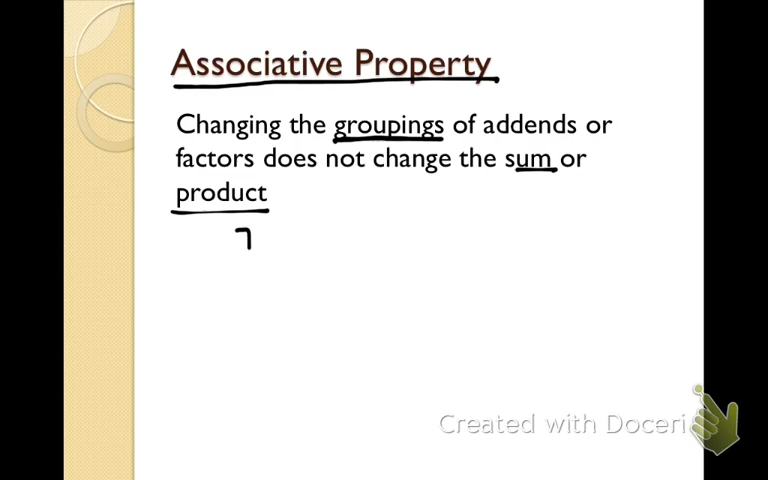 Associative Property
Changing the groupings of addends or
factors does not change the sum or
product
7
Created with Doceri